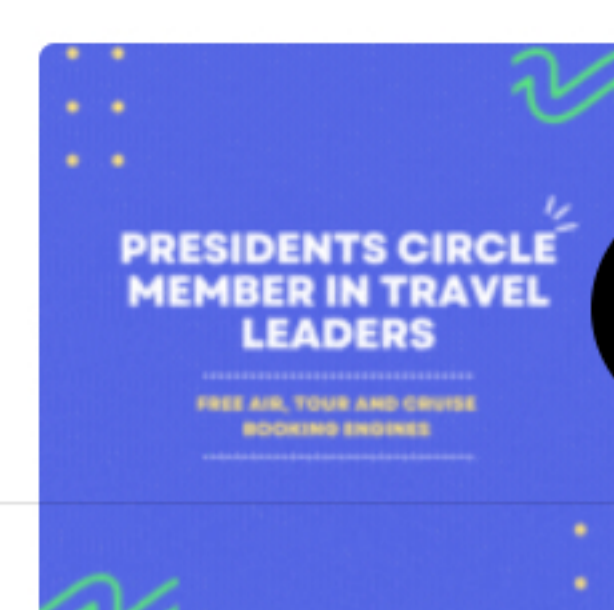 PRESIDENTS CIRCLE
MEMBER IN TRAVEL
LEADERS
FREE AIR, TOUR AND CRUISE
BOOKING ENGINES